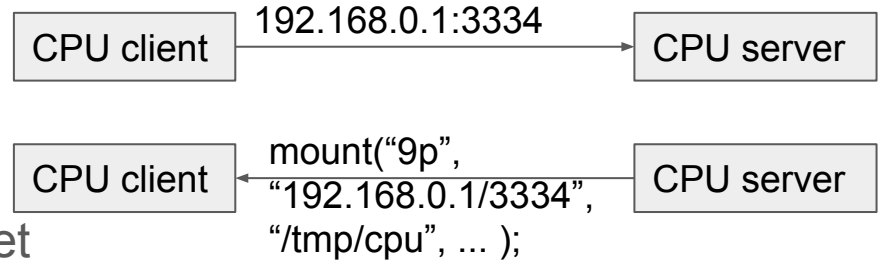 192.168.0.1:3334
CPU client
CPU server
mount(“9p”,
CPU client
CPU server
“192.168.0.1/3334”,
et
“/tmp/cpu”, ... );